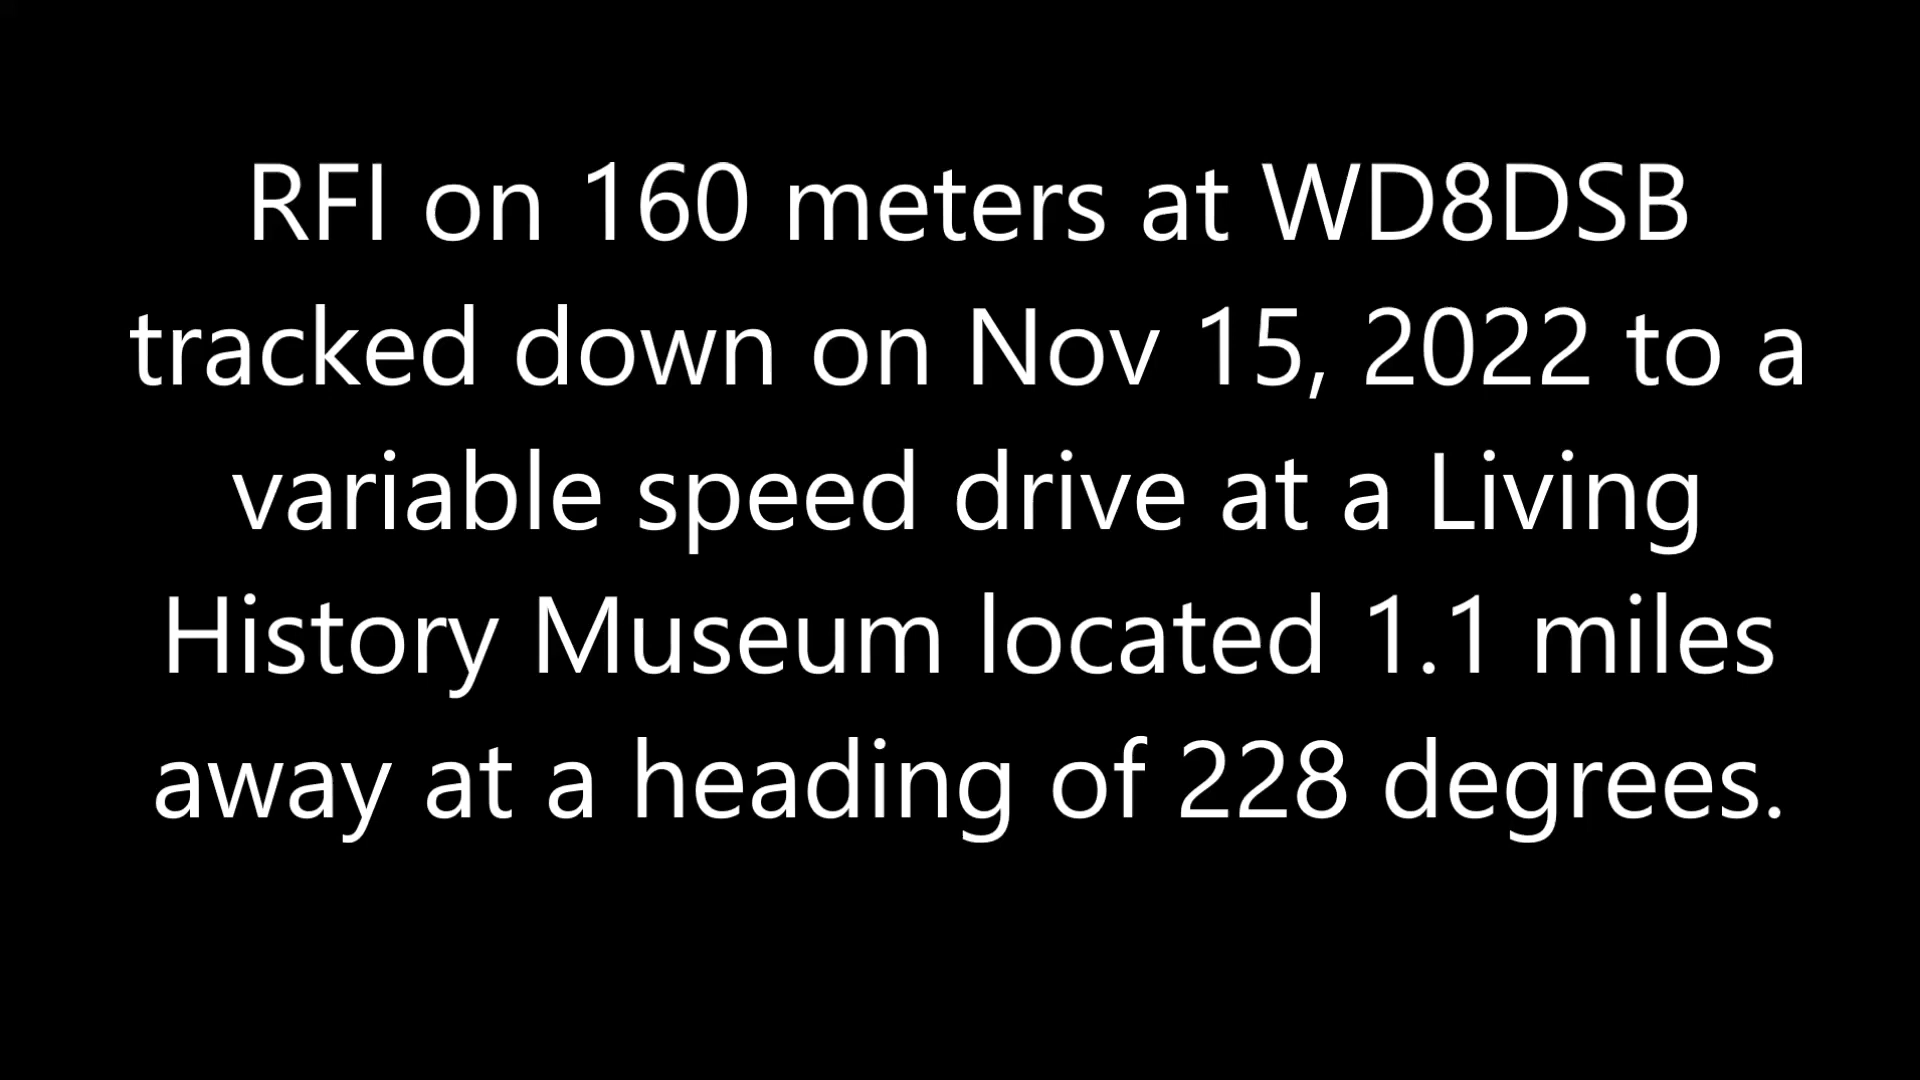 RFI on 160 meters at WD8DSB
tracked down on Nov 15, 2022 to a
variable speed drive at a Living
History Museum located 1.1 miles
away at a heading of 228 degrees.